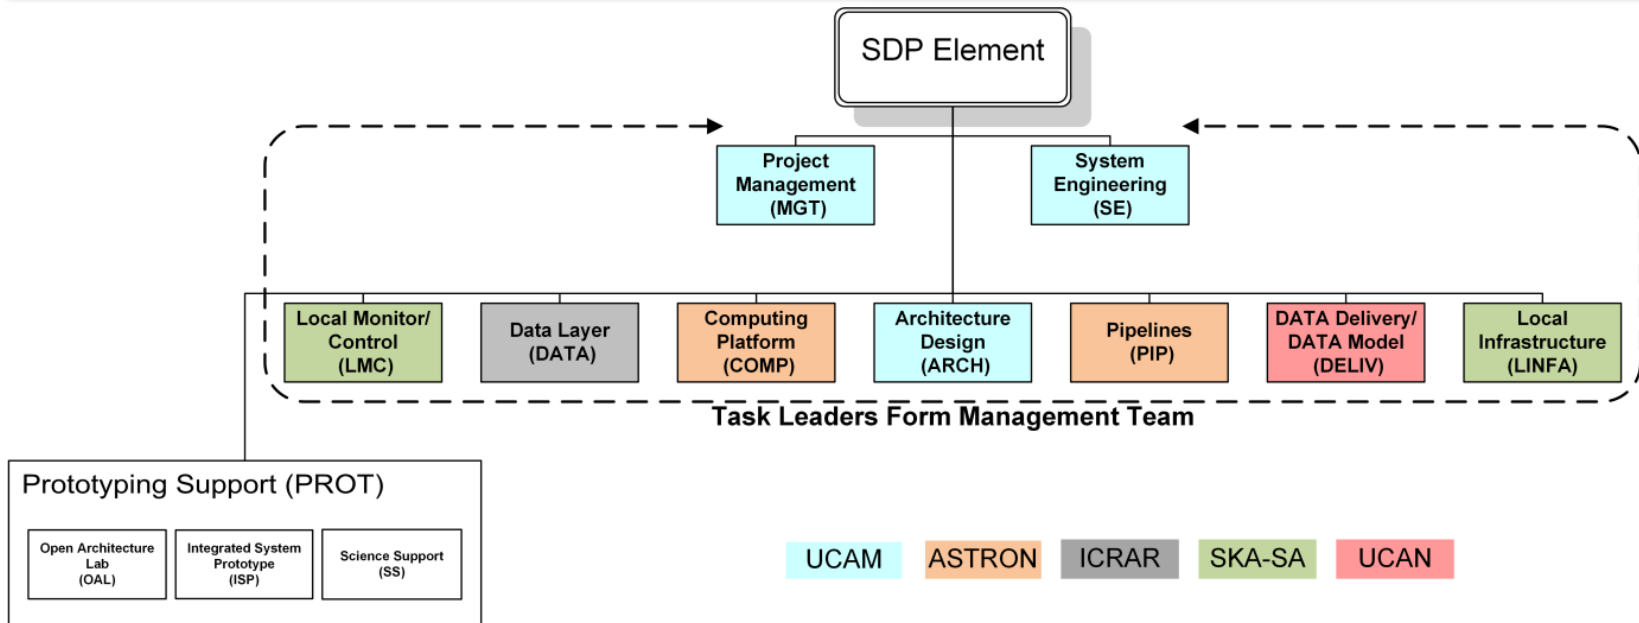 SDP Element
Project
Management
(MGT)
System
Engineering
(SE)
Local Monitor/
Control
(LMC)
Data Layer
(DATA)
Computing
Platform
(COMP)
Architecture
Design
(ARCH)
Pipelines
(PIP)
DATA Delivery/
DATA Model
(DELIV)
Local
Infrastructure
(LINFA)
Task Leaders Form Management Team
Prototyping Support (PROT)
Open Architecture
Lab
(OAL)
Integrated System
Prototype
(ISP)
Science Support
(SS)
UCAM
ASTRON
ICRAR
SKA-SA
UCAN